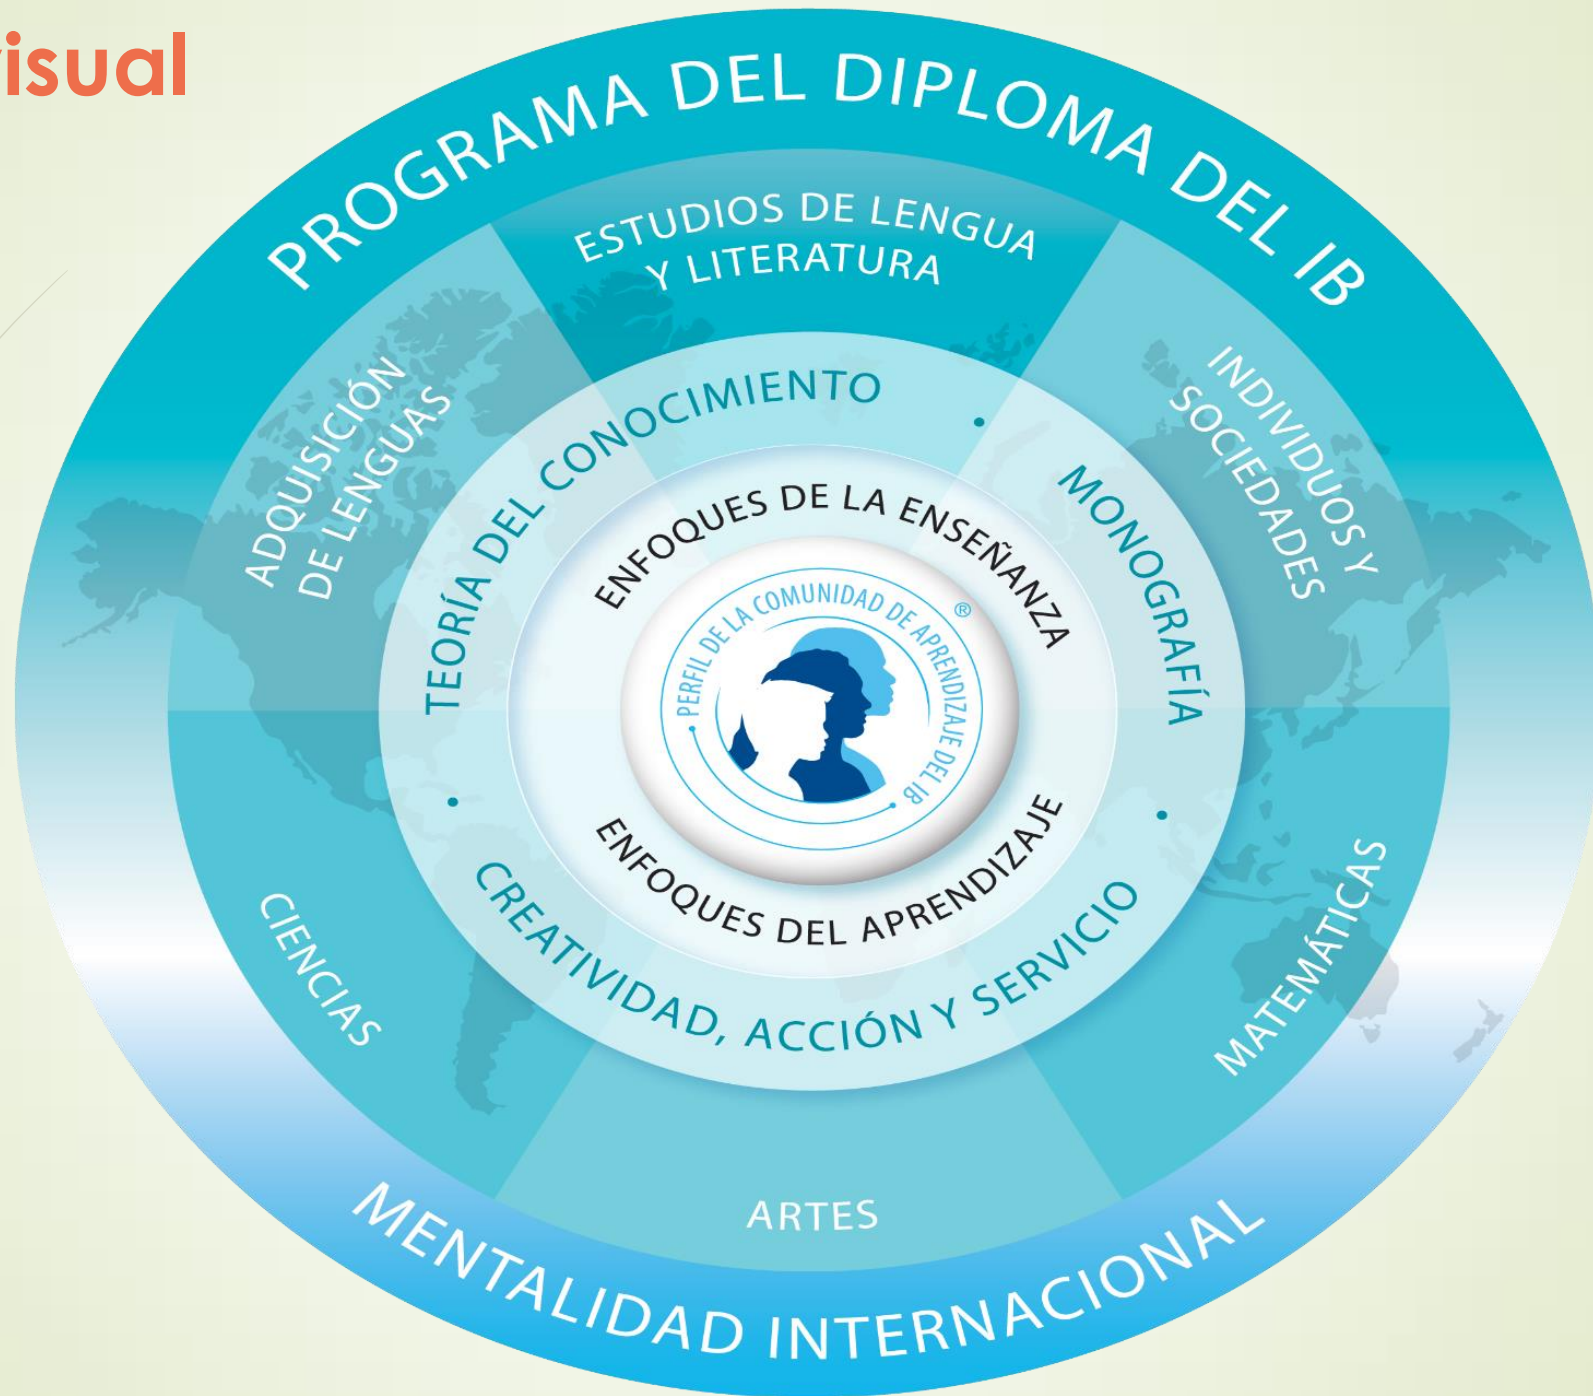 visual
PROGRAMA DEL DIPLOMA DEL IB
ESTUDIOS DE LENGUA
Y LITERATURA
ADQUISICIÓN
DE LENGUAS
INDIVIDUOS Y
SOCIEDADES
TEORÍA DEL CONOCIMIENTO
MONOGRAFÍA
ENFOQUES DE LA ENSEÑANZA
PERFIL DE LA COMUNIDAD DE APRENDIZAJE DEL IB
®
ENFOQUES DEL APRENDIZAJE
CREATIVIDAD, ACCIÓN Y SERVICIO
CIENCIAS
MATEMÁTICAS
ARTES
MENTALIDAD INTERNACIONAL